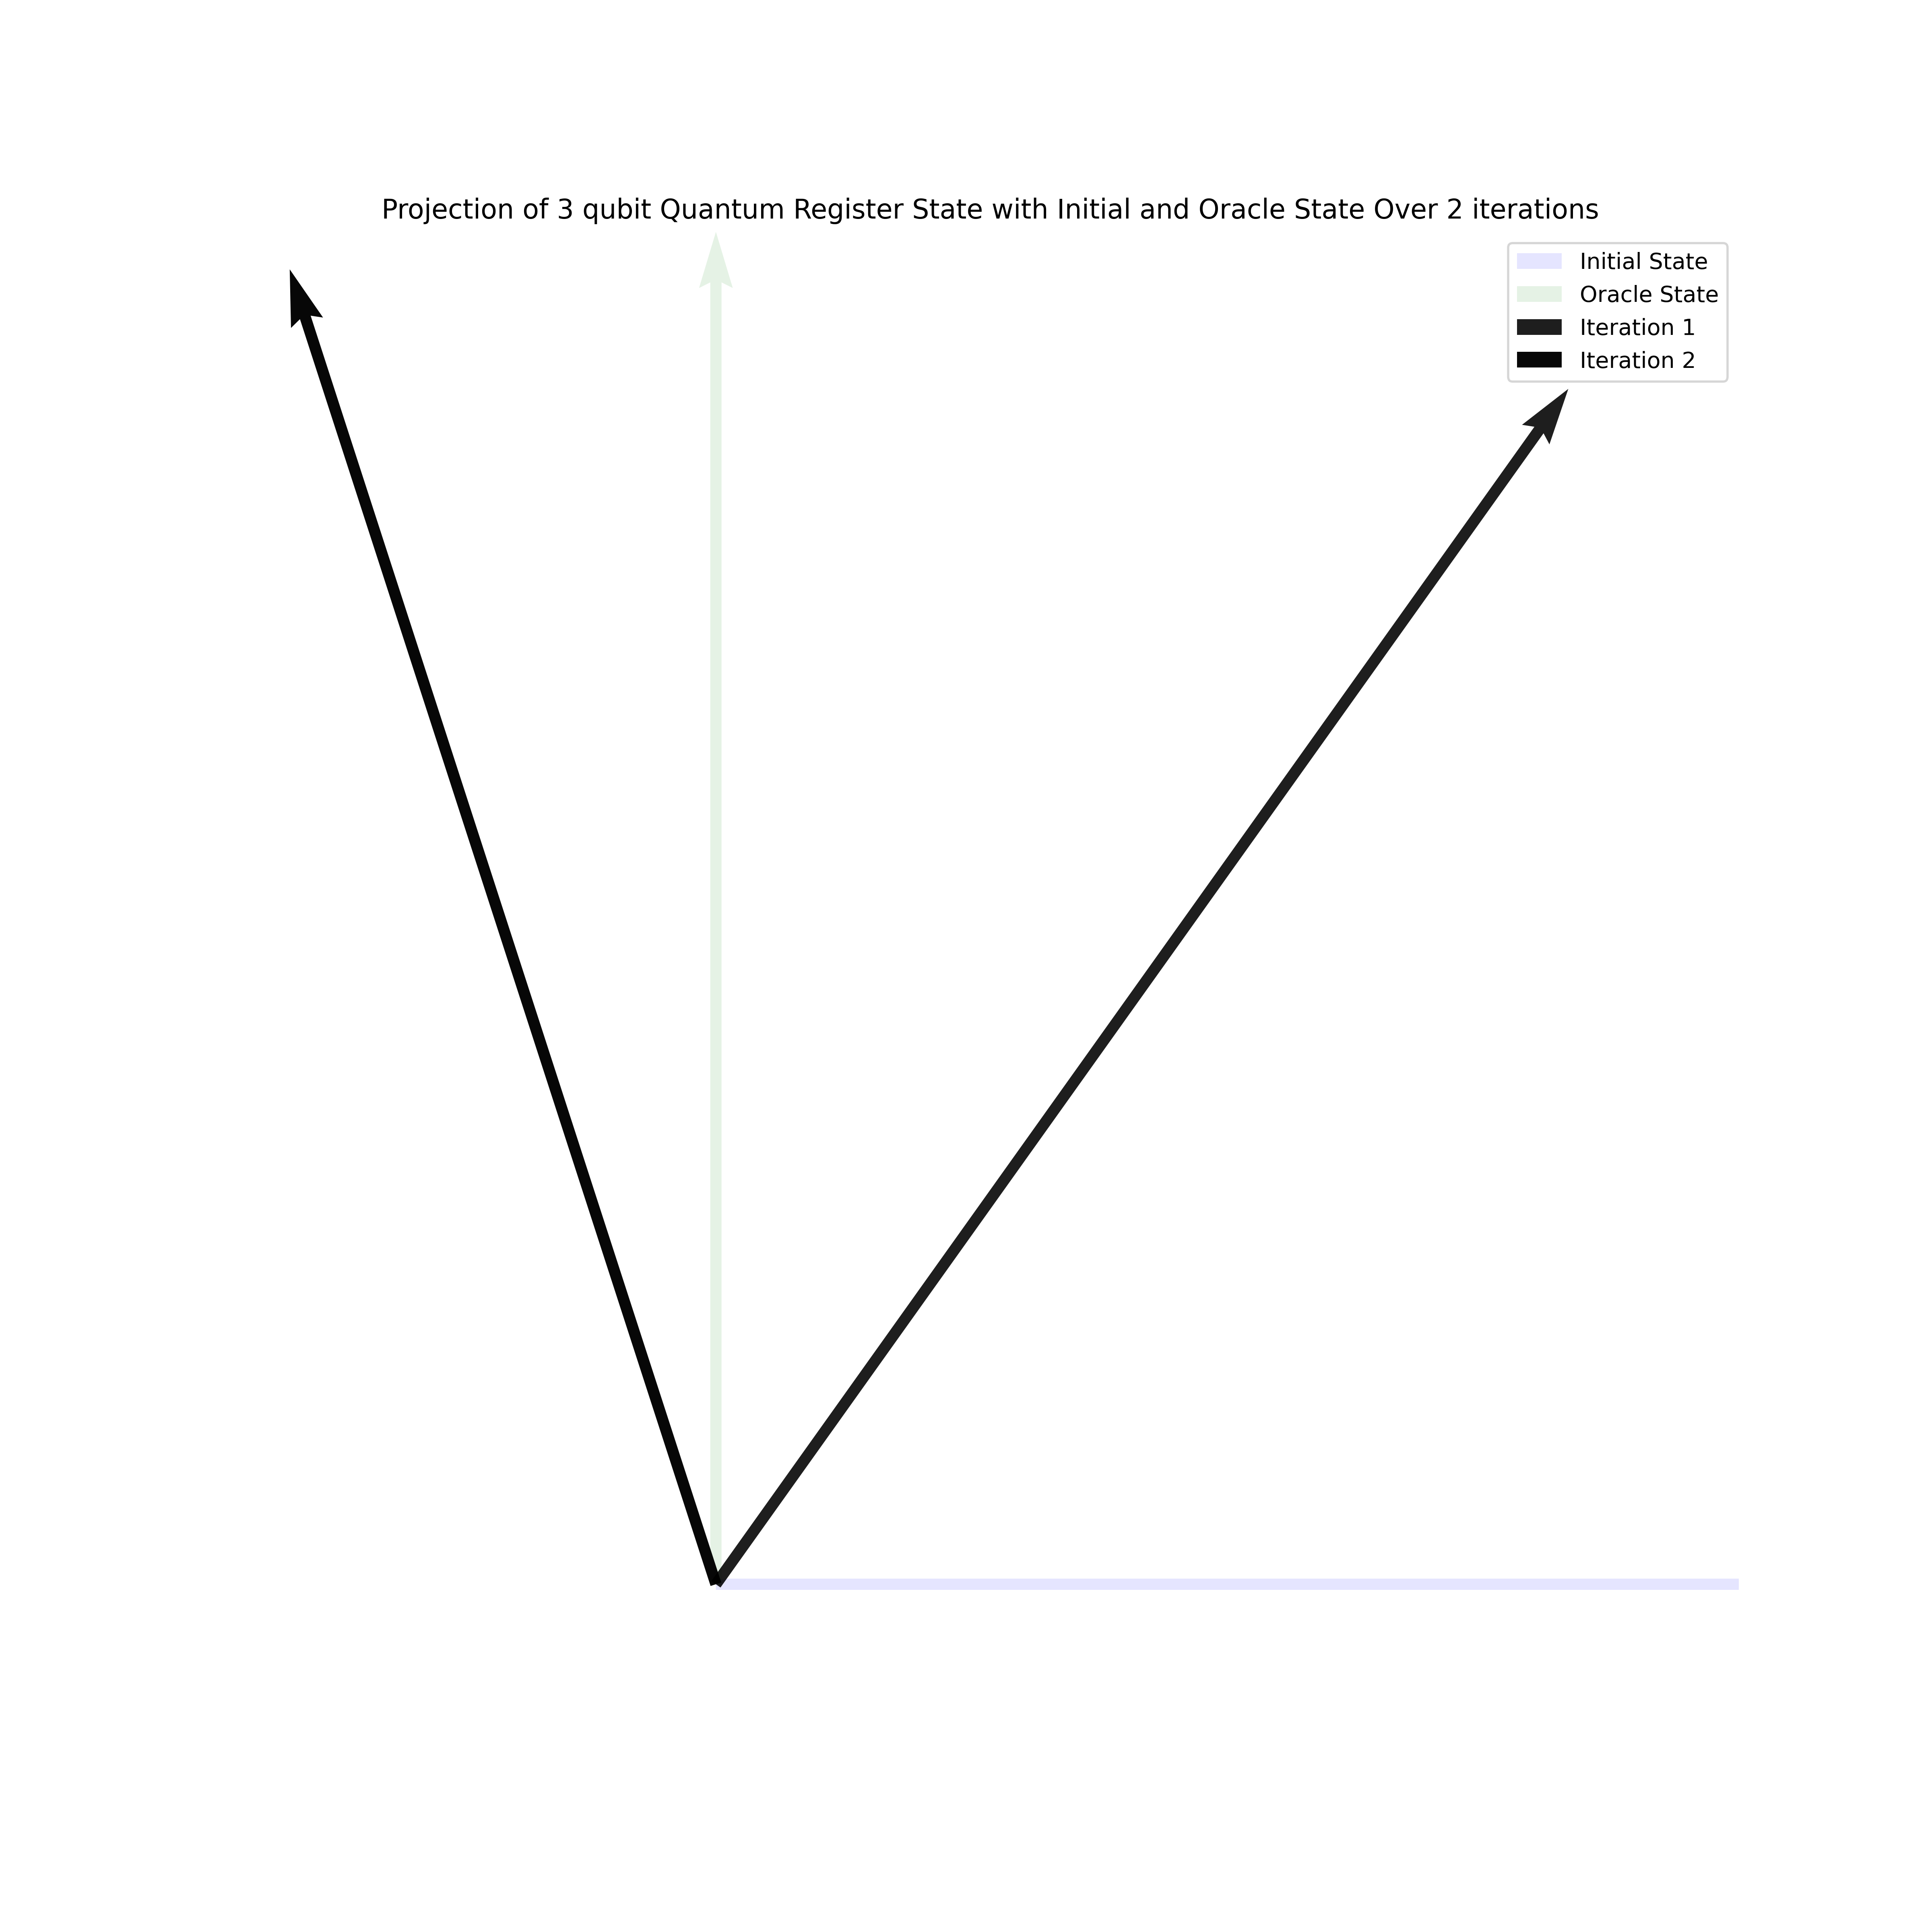 Projection of 3 qubit Quantum Register State with Initial and Oracle State Over 2 iterations
Initial State
Oracle State
Iteration 1
Iteration 2